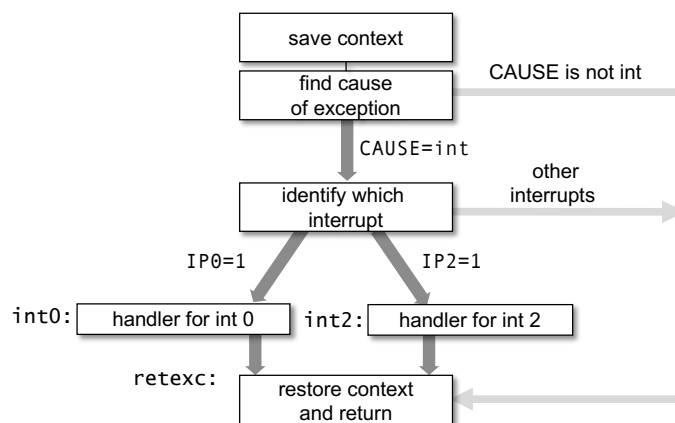 save context
find cause
of exception
CAUSE is not int
CAUSE=int
identify which
interrupt
other
interrupts
IP0=1
IP2=1
int0:
handler for int 0
int2:
handler for int 2
retexc:
restore context
and return